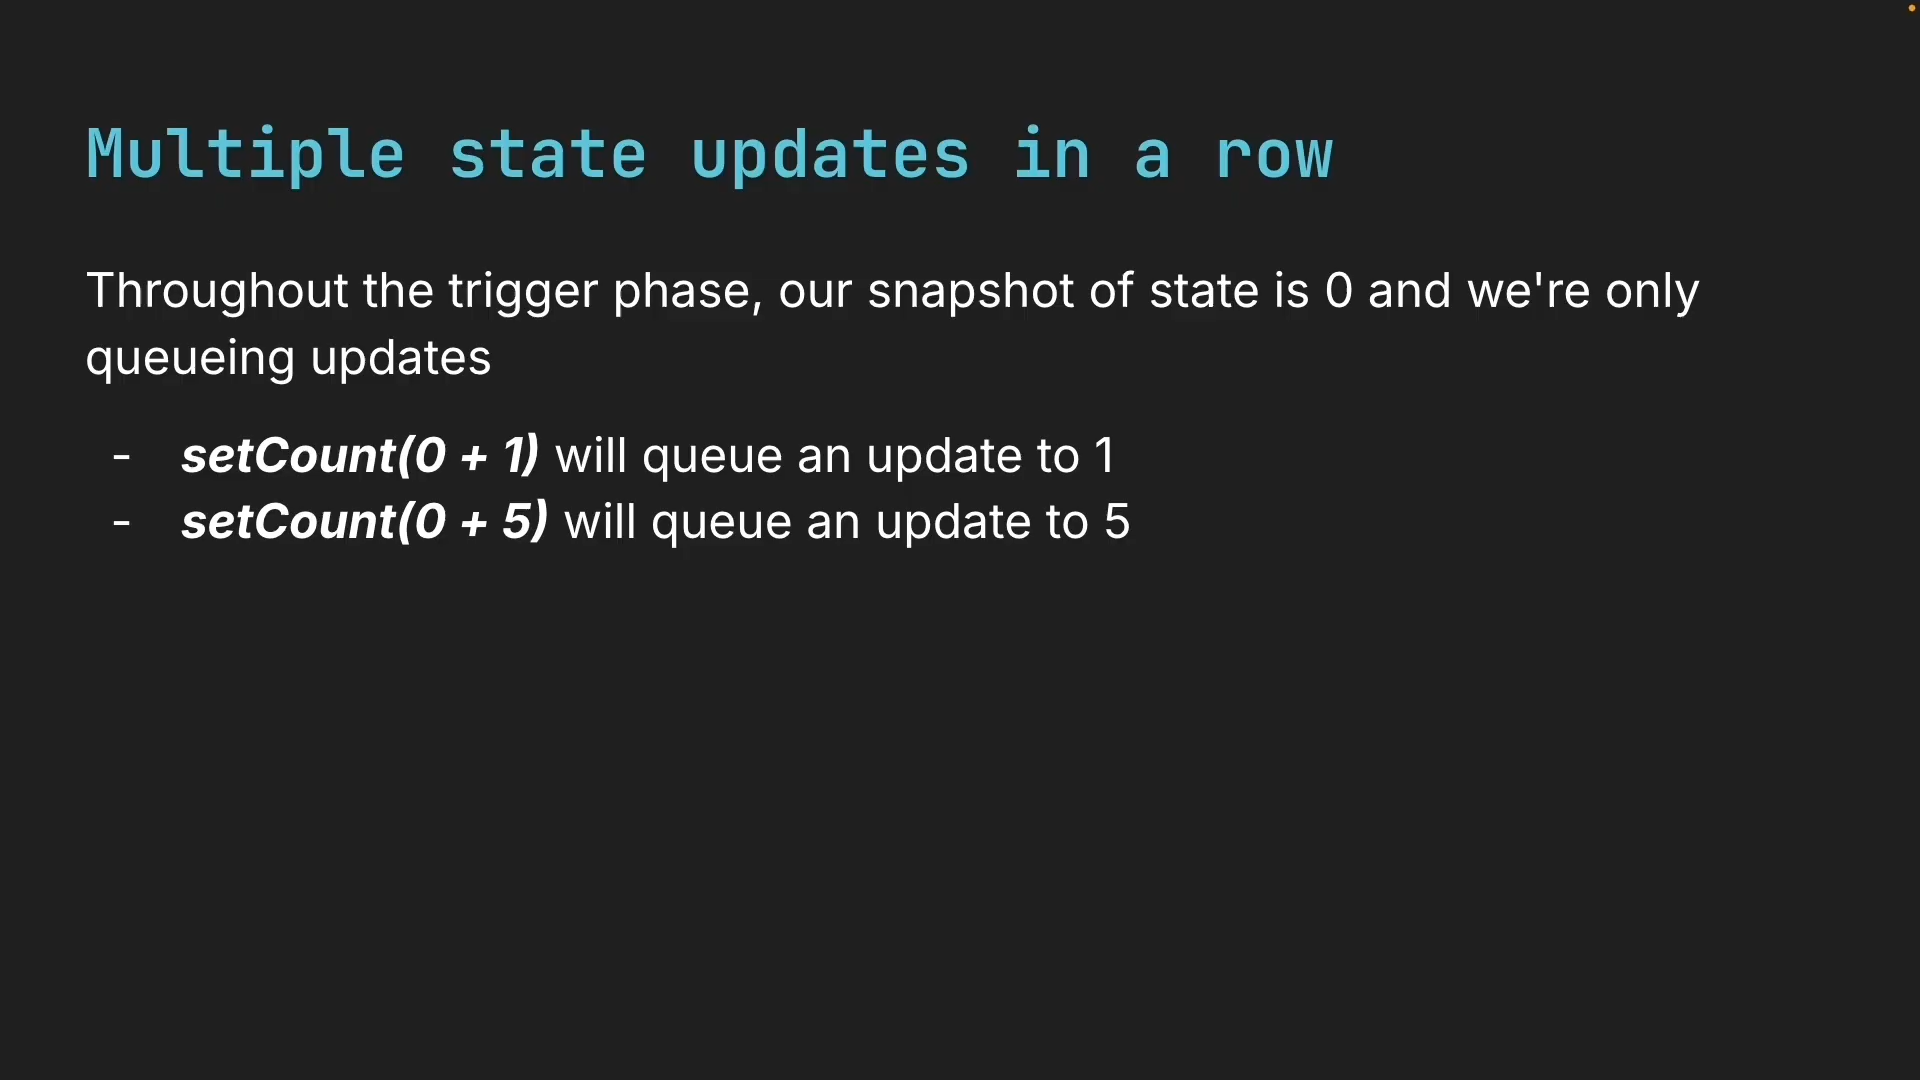 Multiple state updates in a row
Throughout the trigger phase, our snapshot of state is 0 and we're only
queueing updates
- setCount(0 + 1) will queue an update to 1
- setCount(0 + 5) will queue an update to 5